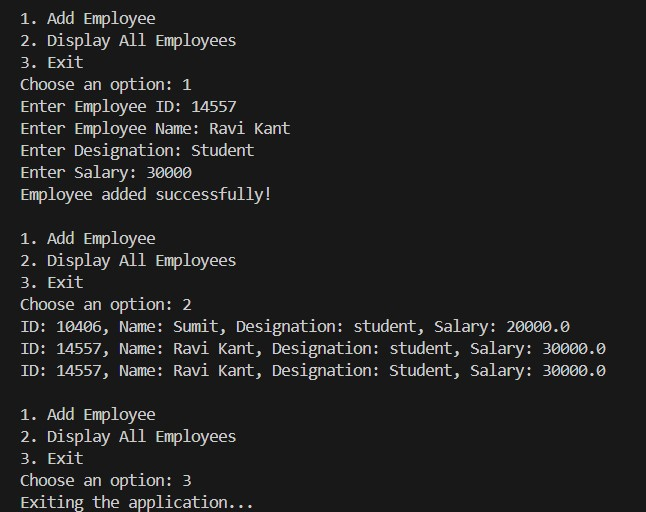 1. Add Employee
2. Display All Employees
3. Exit
Choose an option: 1
Enter Employee ID: 14557
Enter Employee Name: Ravi Kant
Enter Designation: Student
Enter Salary: 30000
Employee added successfully!

1. Add Employee
2. Display All Employees
3. Exit
Choose an option: 2
ID: 10406, Name: Sumit, Designation: student, Salary: 20000.0
ID: 14557, Name: Ravi Kant, Designation: student, Salary: 30000.0
ID: 14557, Name: Ravi Kant, Designation: Student, Salary: 30000.0

1. Add Employee
2. Display All Employees
3. Exit
Choose an option: 3
Exiting the application...